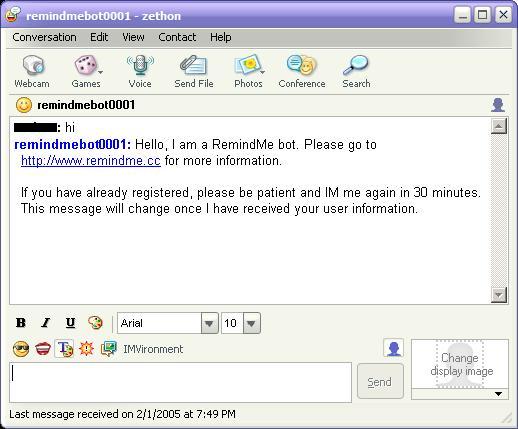 remindmebot0001 - zethon
Conversation Edit View Contact Help
Webcam Games Voice Send File Photos Conference Search
remindmebot0001
: hi
remindmebot0001: Hello, I am a RemindMe bot. Please go to
http://www.remindme.cc for more information.
If you have already registered, please be patient and IM me again in 30 minutes.
This message will change once I have received your user information.
B I U Arial 10
IMVironment
Change
display image
Send
Last message received on 2/1/2005 at 7:49 PM